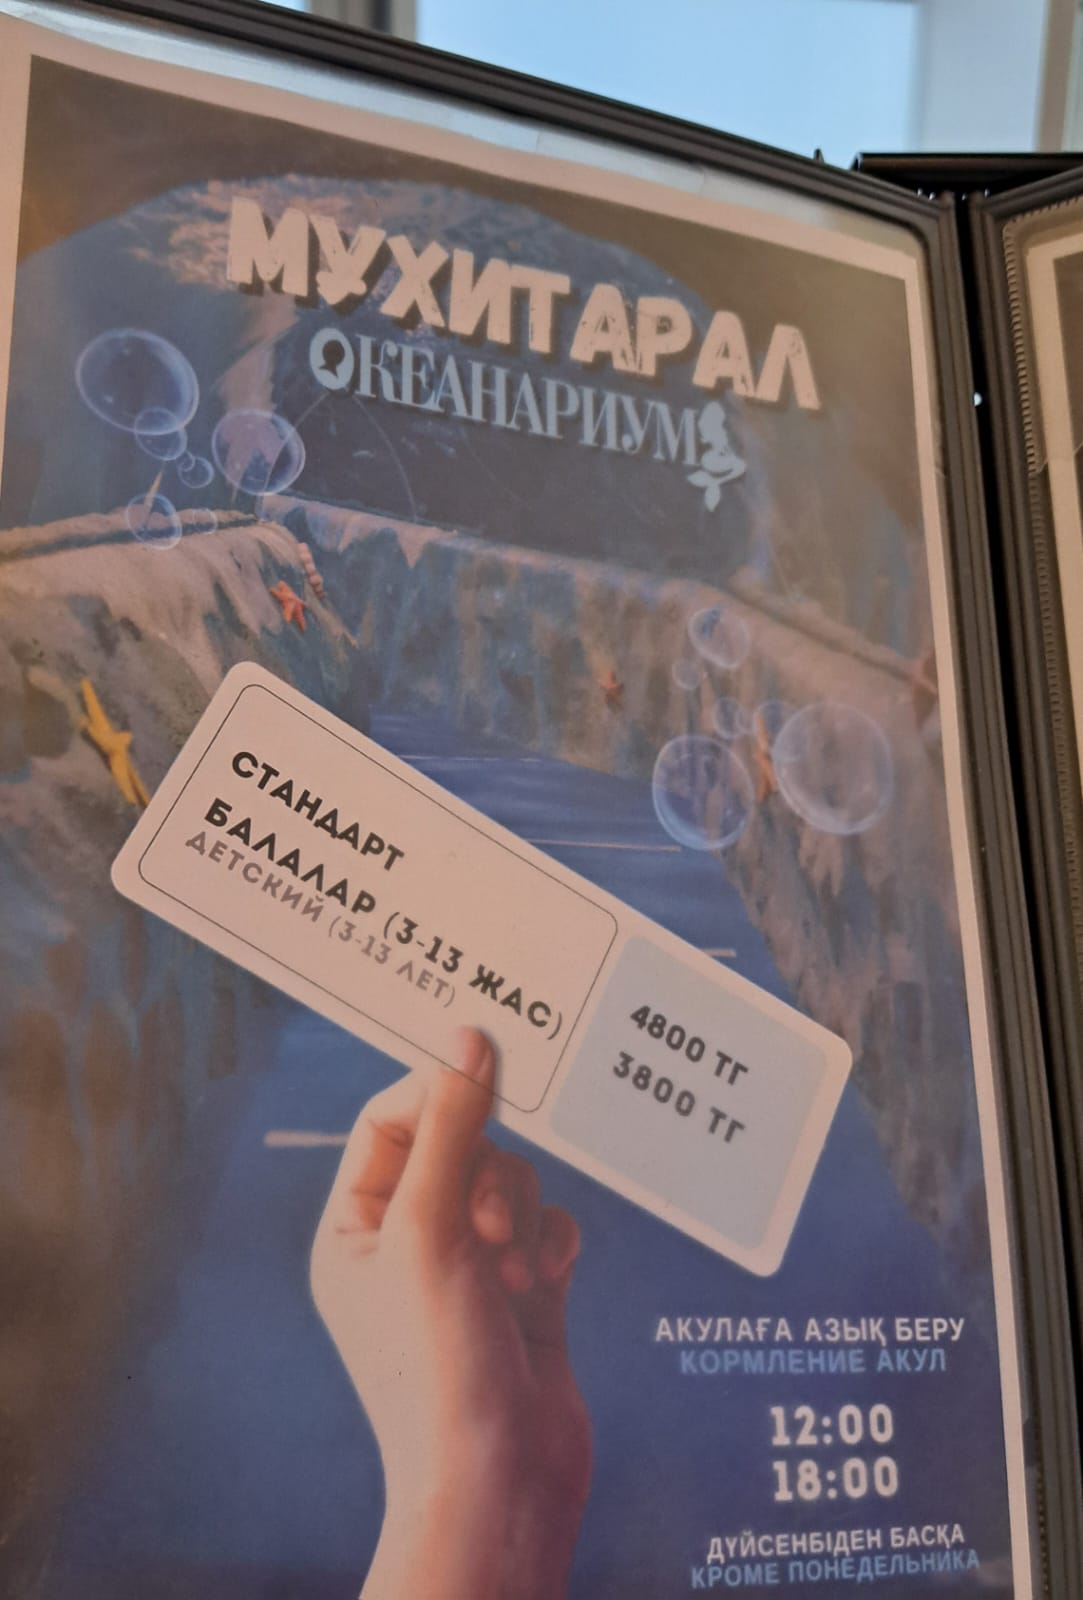 МУХИТАРАЛ
ОКЕАНАРИУМ
СТАНДАРТ
БАЛАЛАР (3-13 ЖАС)
ДЕТСКИЙ (3-13 ЛЕТ)
4800 ТГ
3800 ТГ
АКУЛАҒА АЗЫҚ БЕРУ
КОРМЛЕНИЕ АКУЛ
12:00
18:00
ДҮЙСЕНБІДЕН БАСҚА
КРОМЕ ПОНЕДЕЛЬНИКА